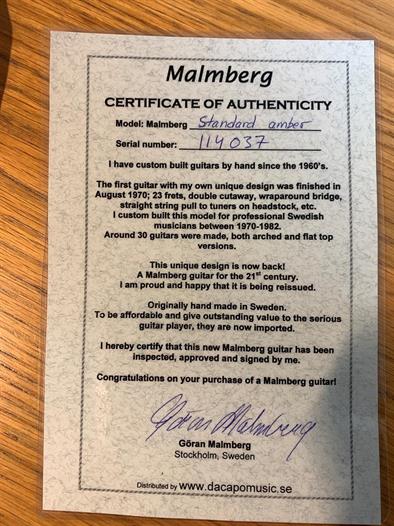 Malmberg
CERTIFICATE OF AUTHENTICITY
Model: Malmberg Standard amber
Serial number: 114037
I have custom built guitars by hand since the 1960's.
The first guitar with my own unique design was finished in
August 1970; 23 frets, double cutaway, wraparound bridge,
straight string pull to tuners on headstock, etc.
I custom built this model for professional Swedish
musicians between 1970-1982.
Around 30 guitars were made, both arched and flat top
versions.
This unique design is now back!
A Malmberg guitar for the 21st century.
I am proud and happy that it is being reissued.
Originally hand made in Sweden.
To be affordable and give outstanding value to the serious
guitar player, they are now imported.
I hereby certify that this new Malmberg guitar has been
inspected, approved and signed by me.
Congratulations on your purchase of a Malmberg guitar!
Göran Malmberg
Göran Malmberg
Stockholm, Sweden
Distributed by www.dacapomusic.se